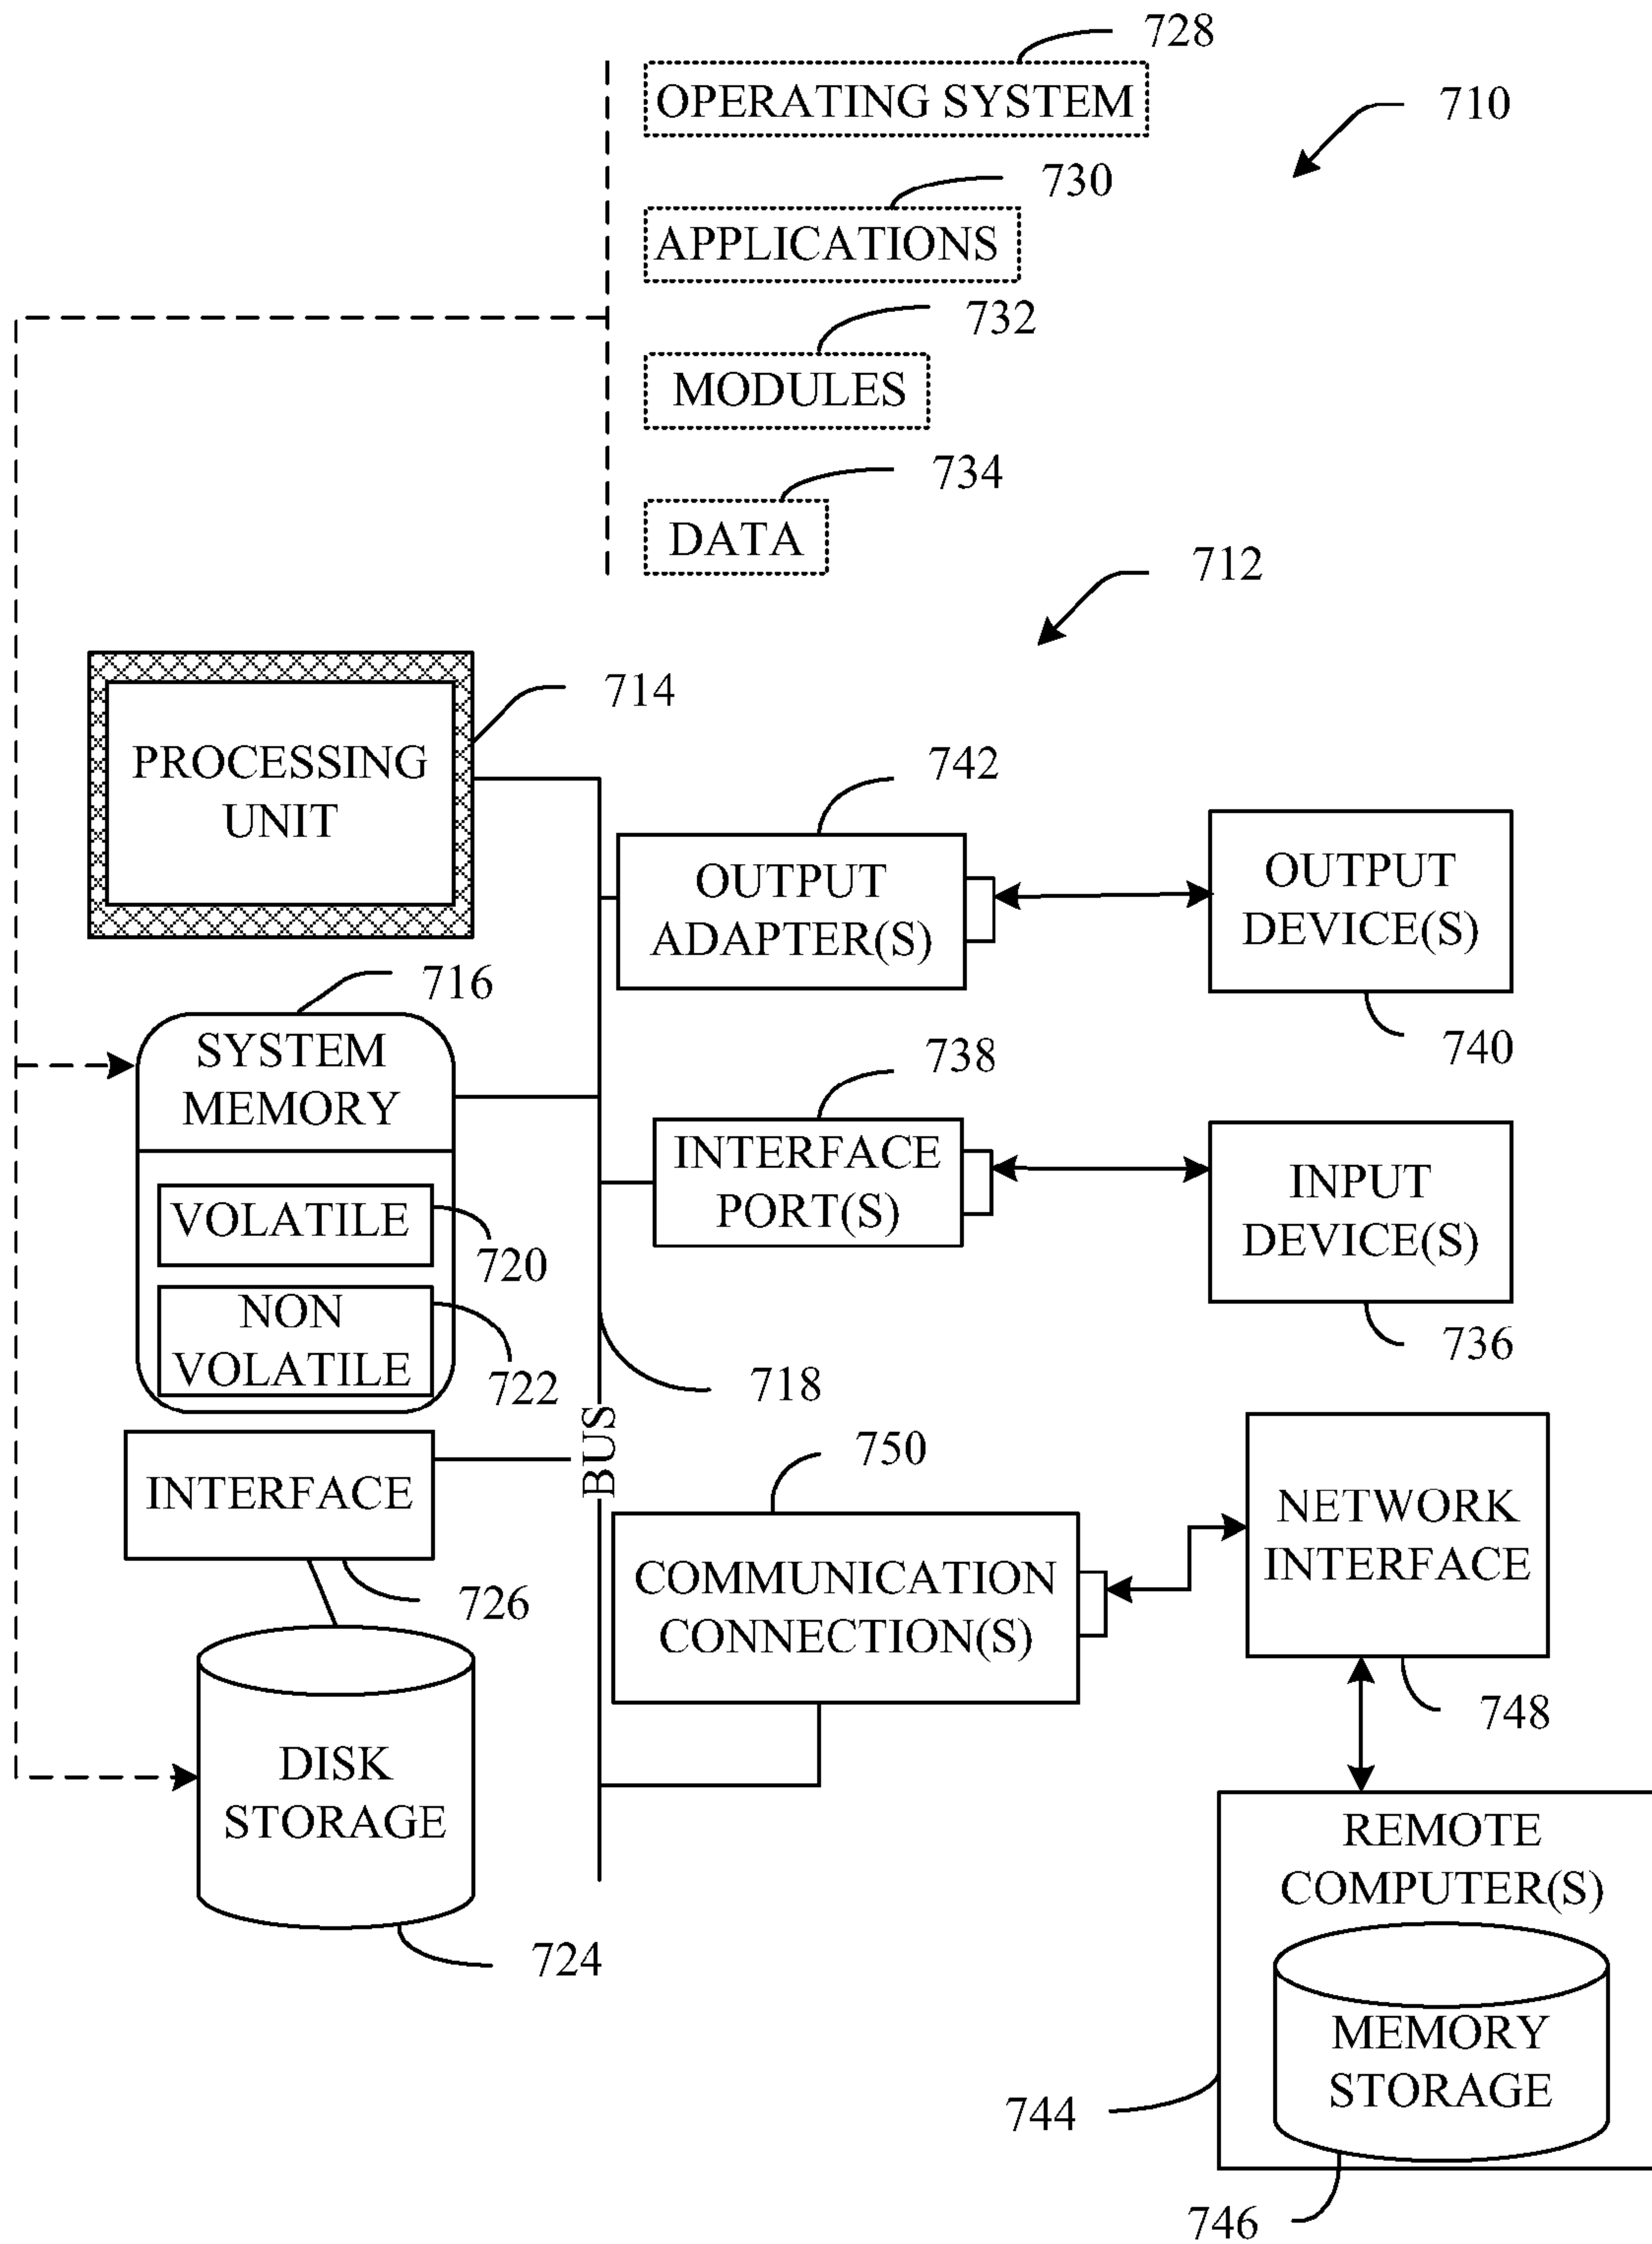 728
OPERATING SYSTEM
710
730
APPLICATIONS
732
MODULES
734
DATA
712
714
PROCESSING
UNIT
742
OUTPUT
ADAPTER(S)
OUTPUT
DEVICE(S)
740
716
SYSTEM
MEMORY
738
INTERFACE
PORT(S)
INPUT
DEVICE(S)
736
VOLATILE
720
NON
VOLATILE
722
718
BUS
INTERFACE
726
750
COMMUNICATION
CONNECTION(S)
NETWORK
INTERFACE
748
DISK
STORAGE
724
REMOTE
COMPUTER(S)
MEMORY
STORAGE
744
746